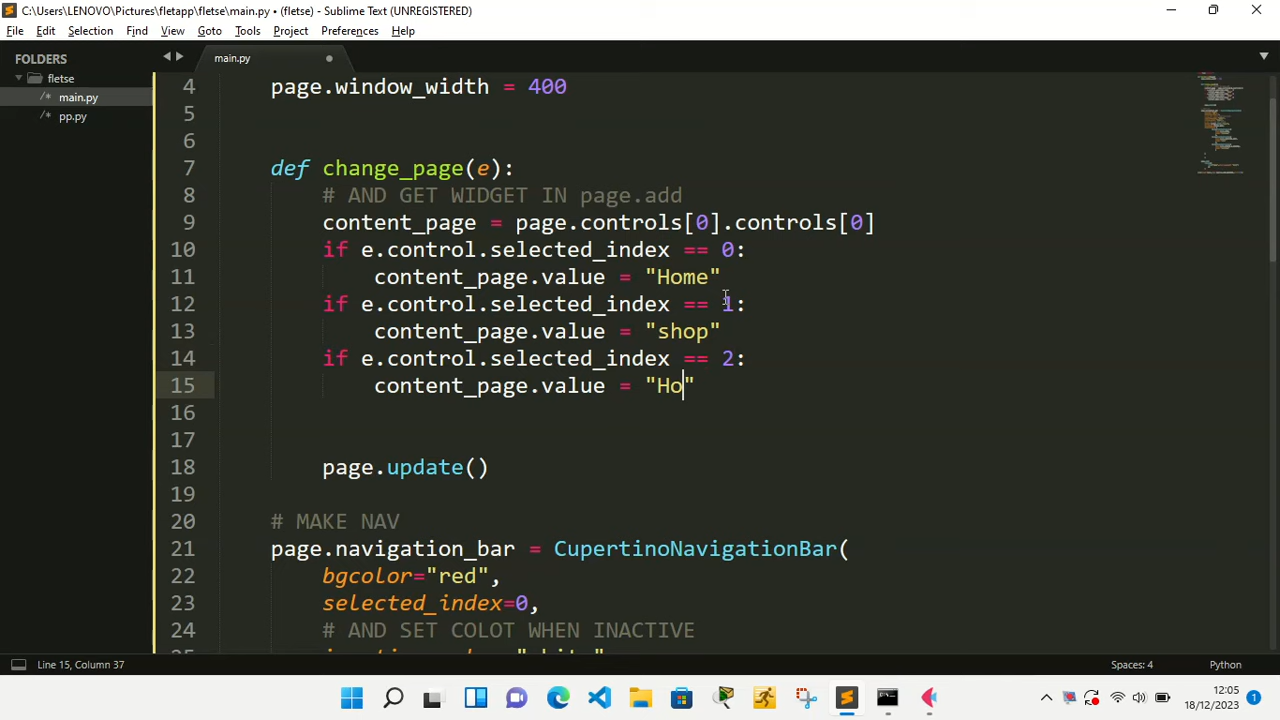 C:\Users\LENOVO\Pictures\fletapp\fletse\main.py • (fletse) - Sublime Text (UNREGISTERED)
File Edit Selection Find View Goto Tools Project Preferences Help
FOLDERS
fletse
/* main.py
/* pp.py
main.py
4 page.window_width = 400
5
6
7 def change_page(e):
8 # AND GET WIDGET IN page.add
9 content_page = page.controls[0].controls[0]
10 if e.control.selected_index == 0:
11 content_page.value = "Home"
12 if e.control.selected_index == 1:
13 content_page.value = "shop"
14 if e.control.selected_index == 2:
15 content_page.value = "Ho"
16
17
18 page.update()
19
20 # MAKE NAV
21 page.navigation_bar = CupertinoNavigationBar(
22 bgcolor="red",
23 selected_index=0,
24 # AND SET COLOT WHEN INACTIVE
Line 15, Column 37
Spaces: 4 Python
12:05
18/12/2023
1